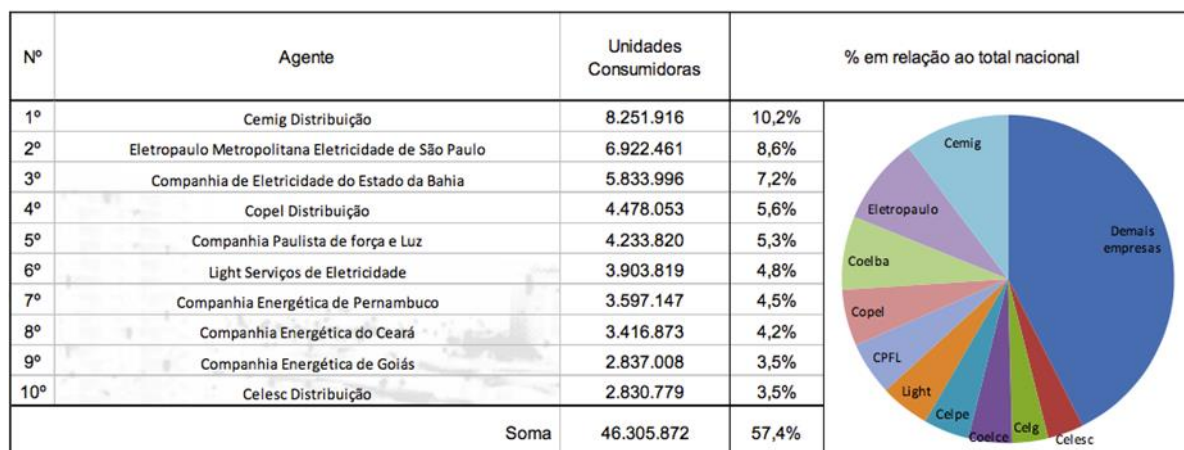 Nº Agente Unidades Consumidoras % em relação ao total nacional
1º Cemig Distribuição 8.251.916 10,2%
2º Eletropaulo Metropolitana Eletricidade de São Paulo 6.922.461 8,6%
3º Companhia de Eletricidade do Estado da Bahia 5.833.996 7,2%
4º Copel Distribuição 4.478.053 5,6%
5º Companhia Paulista de força e Luz 4.233.820 5,3%
6º Light Serviços de Eletricidade 3.903.819 4,8%
7º Companhia Energética de Pernambuco 3.597.147 4,5%
8º Companhia Energética do Ceará 3.416.873 4,2%
9º Companhia Energética de Goiás 2.837.008 3,5%
10º Celesc Distribuição 2.830.779 3,5%
Soma 46.305.872 57,4%
Cemig
Eletropaulo
Coelba
Copel
CPFL
Light
Celpe
Coelce
Celg
Celesc
Demais
empresas